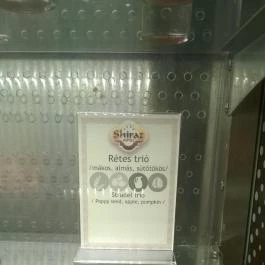 Shiraz
Rétes trió
/mákos, almás, sütőtökös/
Strudel trio
/ Poppy seed, apple, pumpkin /